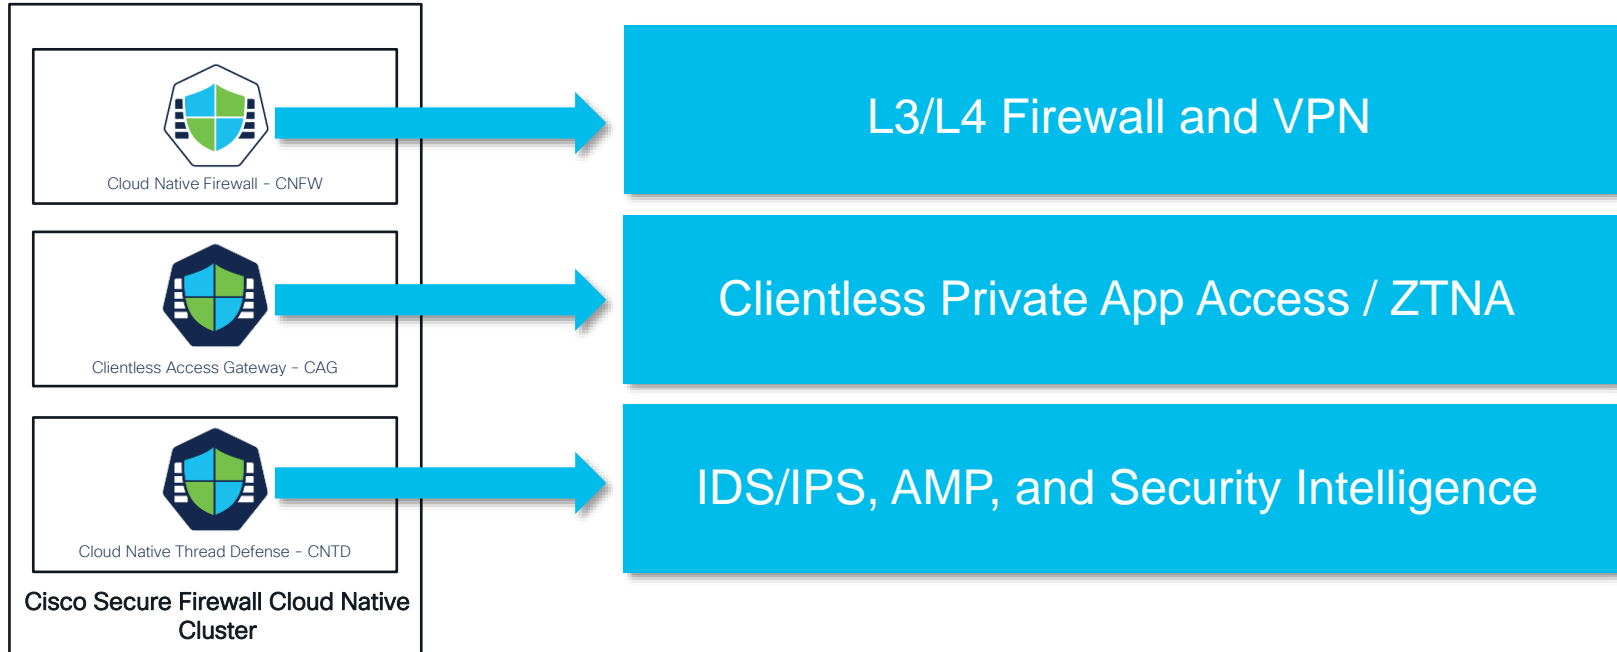 Cloud Native Firewall - CNFW
L3/L4 Firewall and VPN
Clientless Access Gateway - CAG
Clientless Private App Access / ZTNA
Cloud Native Thread Defense - CNTD
IDS/IPS, AMP, and Security Intelligence
Cisco Secure Firewall Cloud Native
Cluster